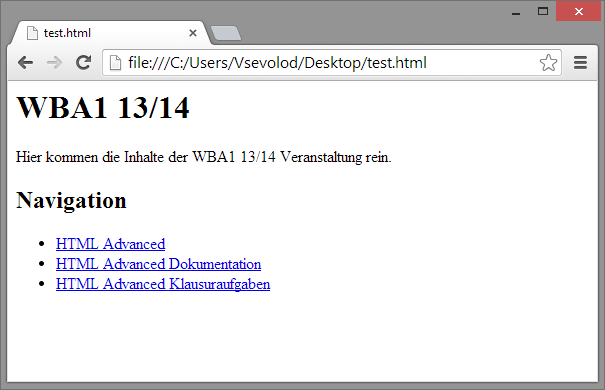 test.html
file:///C:/Users/Vsevolod/Desktop/test.html
WBA1 13/14
Hier kommen die Inhalte der WBA1 13/14 Veranstaltung rein.
Navigation
HTML Advanced
HTML Advanced Dokumentation
HTML Advanced Klausuraufgaben